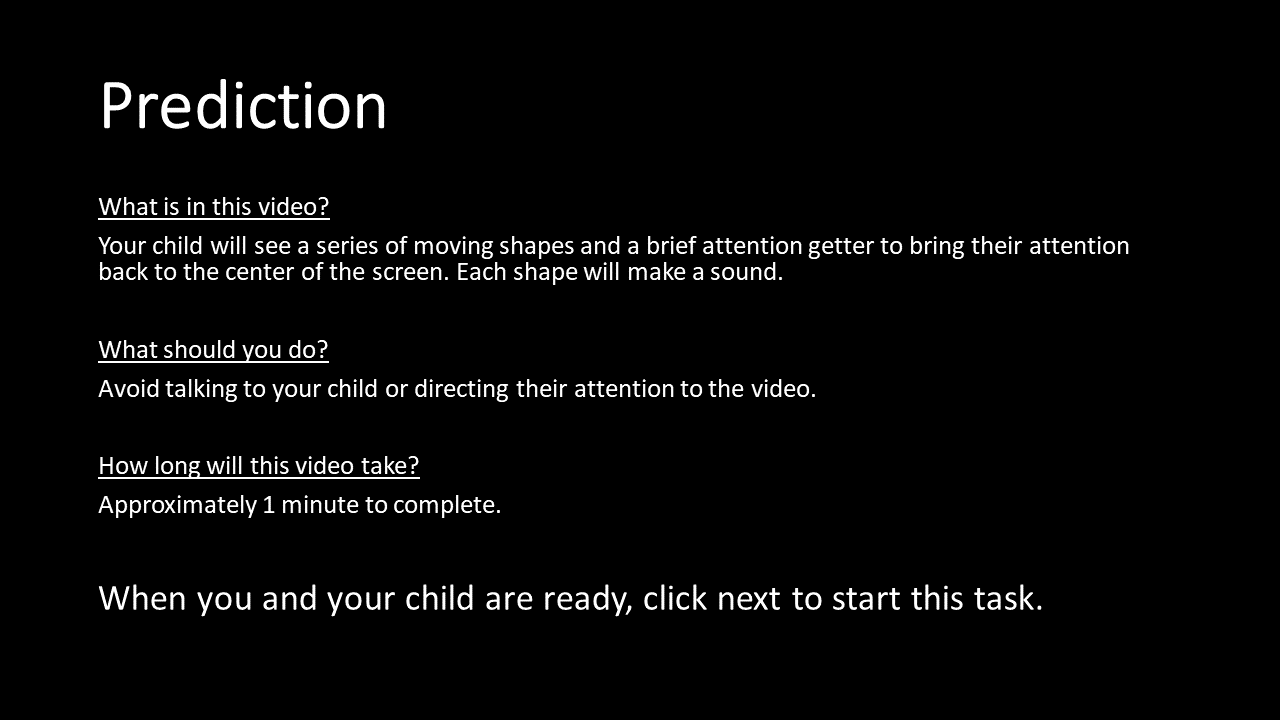 Prediction
What is in this video?
Your child will see a series of moving shapes and a brief attention getter to bring their attention
back to the center of the screen. Each shape will make a sound.
What should you do?
Avoid talking to your child or directing their attention to the video.
How long will this video take?
Approximately 1 minute to complete.
When you and your child are ready, click next to start this task.